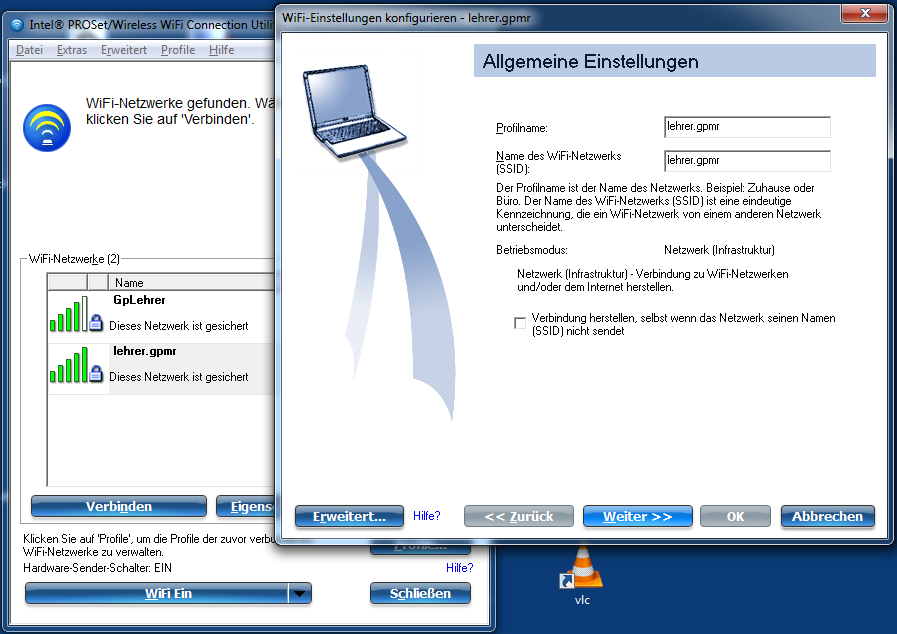 Intel® PROSet/Wireless WiFi Connection Utili
Datei Extras Erweitert Profile Hilfe
WiFi-Netzwerke gefunden. Wä
klicken Sie auf 'Verbinden'.
WiFi-Netzwerke (2)
Name
GpLehrer
Dieses Netzwerk ist gesichert
lehrer.gpmr
Dieses Netzwerk ist gesichert
Verbinden
Eigens
Klicken Sie auf 'Profile', um die Profile der zuvor verbu
WiFi-Netzwerke zu verwalten.
Profile...
Hardware-Sender-Schalter: EIN
Hilfe?
WiFi Ein
Schließen
WiFi-Einstellungen konfigurieren - lehrer.gpmr
Allgemeine Einstellungen
Profilname:
lehrer.gpmr
Name des WiFi-Netzwerks
(SSID):
lehrer.gpmr
Der Profilname ist der Name des Netzwerks. Beispiel: Zuhause oder
Büro. Der Name des WiFi-Netzwerks (SSID) ist eine eindeutige
Kennzeichnung, die ein WiFi-Netzwerk von einem anderen Netzwerk
unterscheidet.
Betriebsmodus:
Netzwerk (Infrastruktur)
Netzwerk (Infrastruktur) - Verbindung zu WiFi-Netzwerken
und/oder dem Internet herstellen.
Verbindung herstellen, selbst wenn das Netzwerk seinen Namen
(SSID) nicht sendet
Erweitert...
Hilfe?
<< Zurück
Weiter >>
OK
Abbrechen
vlc